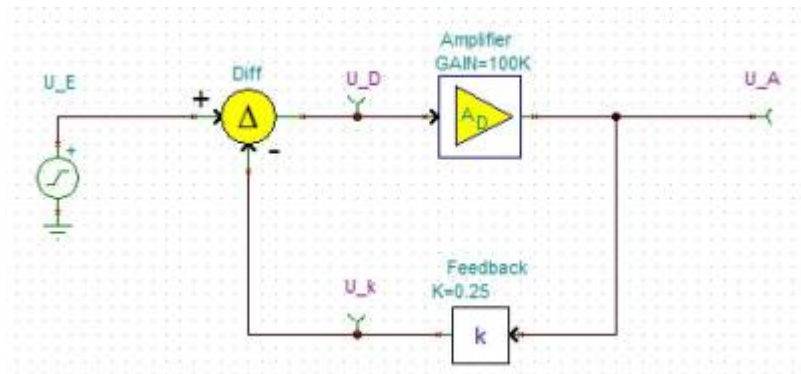 Amplifier
GAIN=100K
U_E
Diff
U_D
U_A
+
Δ
A_D
+
-
Feedback
K=0.25
U_k
k